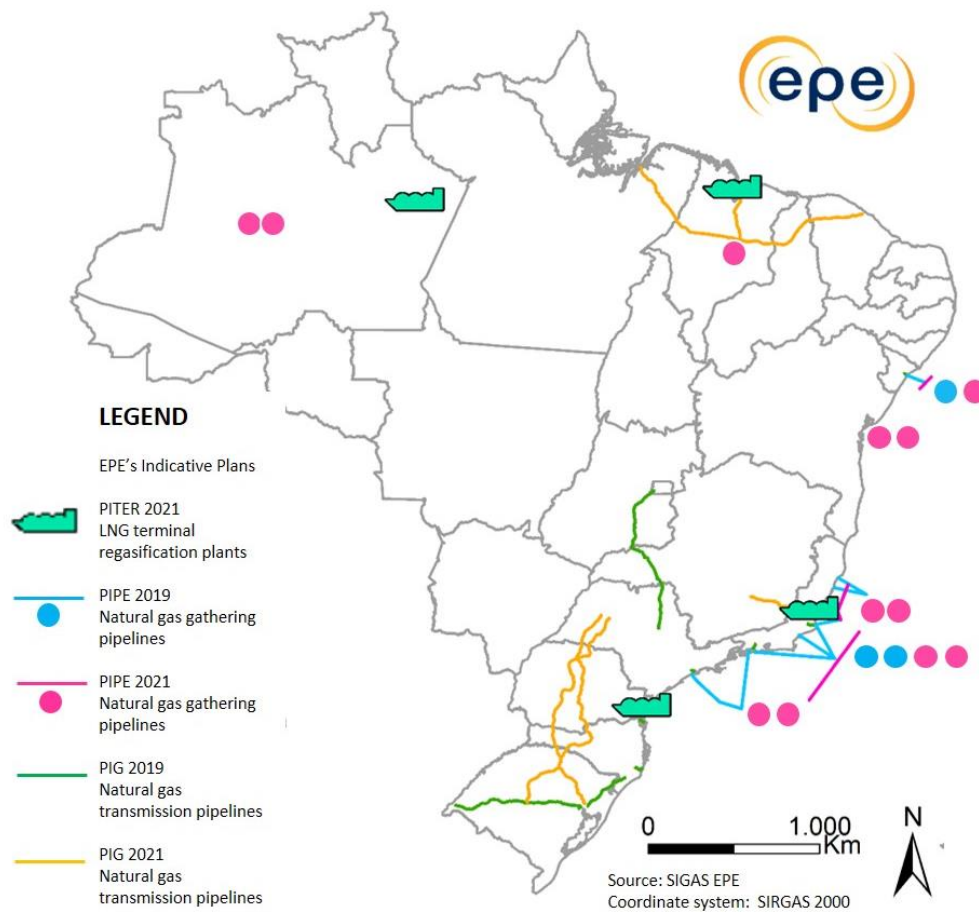 epe
LEGEND
EPE's Indicative Plans
PITER 2021
LNG terminal
regasification plants
PIPE 2019
Natural gas gathering
pipelines
PIPE 2021
Natural gas gathering
pipelines
PIG 2019
Natural gas
transmission pipelines
PIG 2021
Natural gas
transmission pipelines
0 1.000
Km
N
Source: SIGAS EPE
Coordinate system: SIRGAS 2000